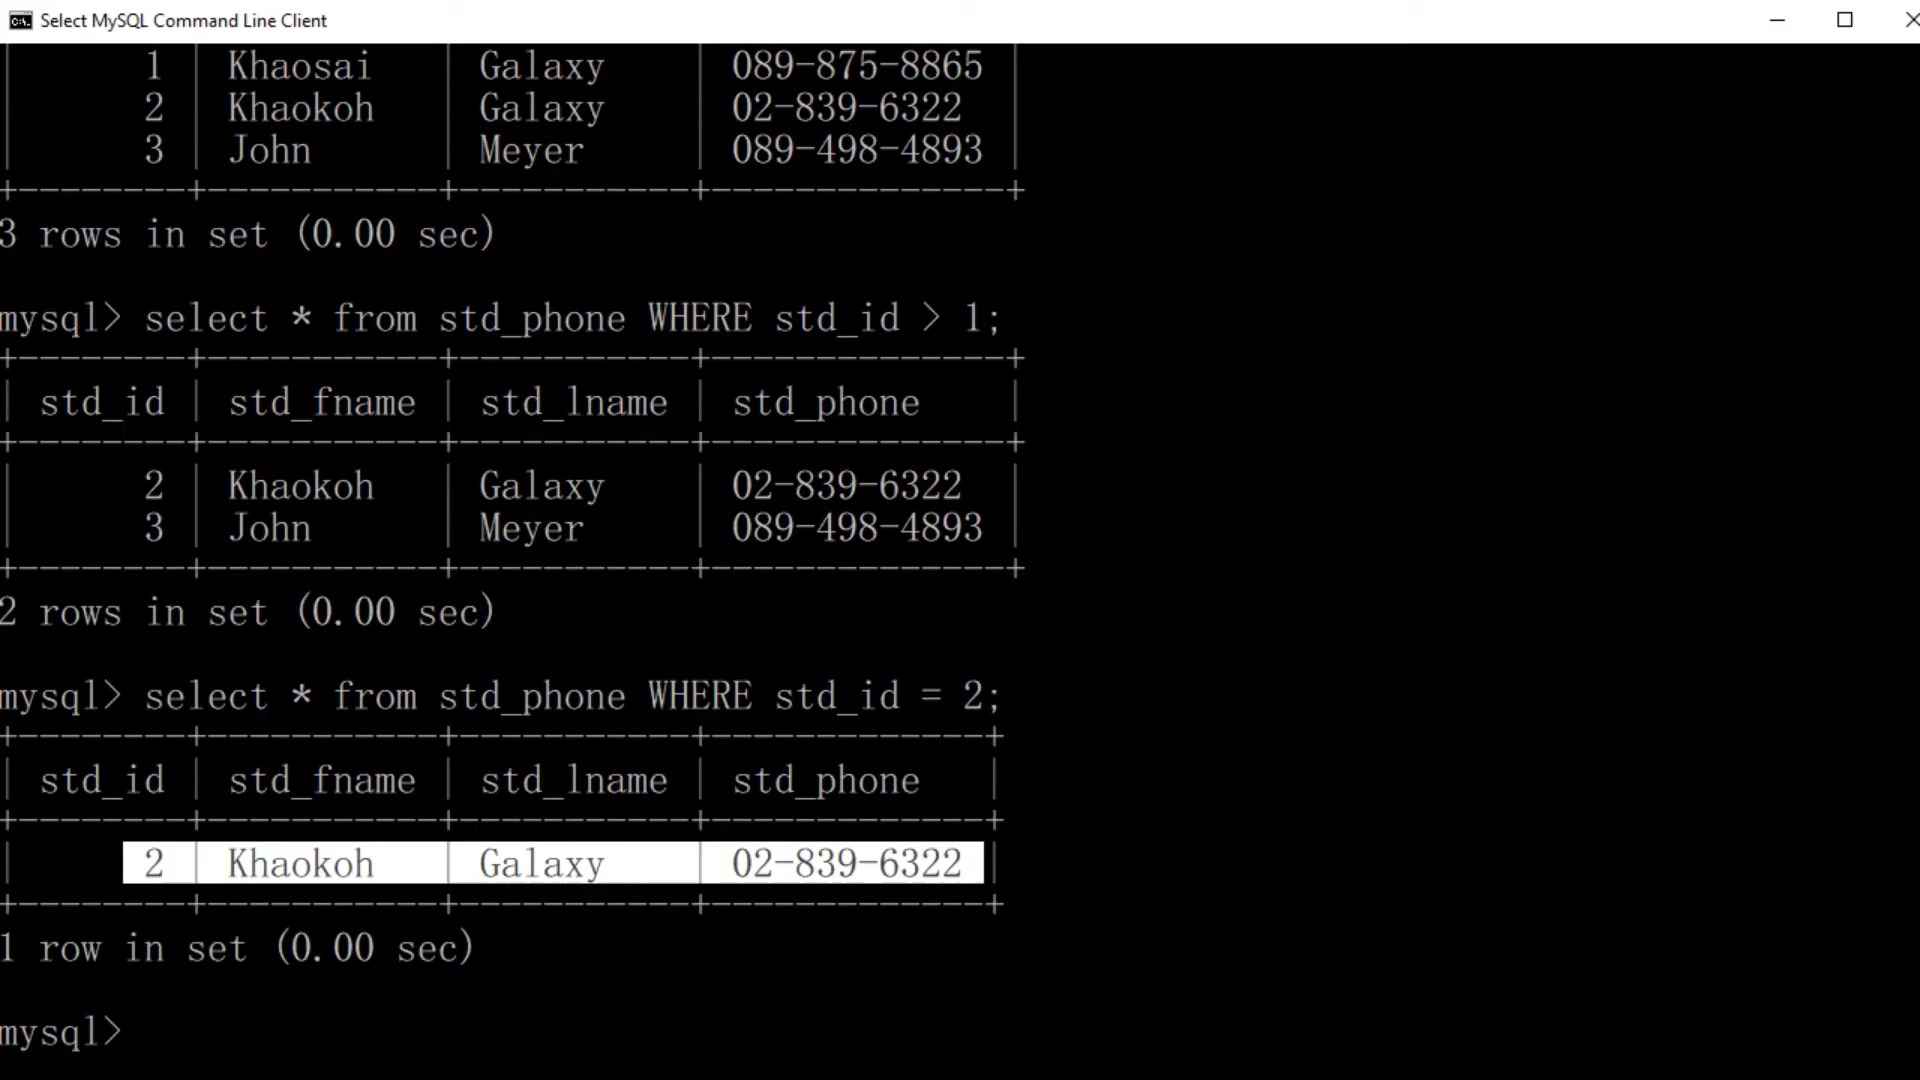 Select MySQL Command Line Client
|       1 | Khaosai    | Galaxy     | 089-875-8865 |
|       2 | Khaokoh    | Galaxy     | 02-839-6322  |
|       3 | John       | Meyer      | 089-498-4893 |
+---------+------------+------------+--------------+
3 rows in set (0.00 sec)
mysql> select * from std_phone WHERE std_id > 1;
+---------+------------+------------+--------------+
| std_id | std_fname | std_lname | std_phone    |
+---------+------------+------------+--------------+
|       2 | Khaokoh    | Galaxy     | 02-839-6322  |
|       3 | John       | Meyer      | 089-498-4893 |
+---------+------------+------------+--------------+
2 rows in set (0.00 sec)
mysql> select * from std_phone WHERE std_id = 2;
+---------+------------+------------+-------------+
| std_id | std_fname | std_lname | std_phone   |
+---------+------------+------------+-------------+
|       2 | Khaokoh    | Galaxy     | 02-839-6322 |
+---------+------------+------------+-------------+
1 row in set (0.00 sec)
mysql>